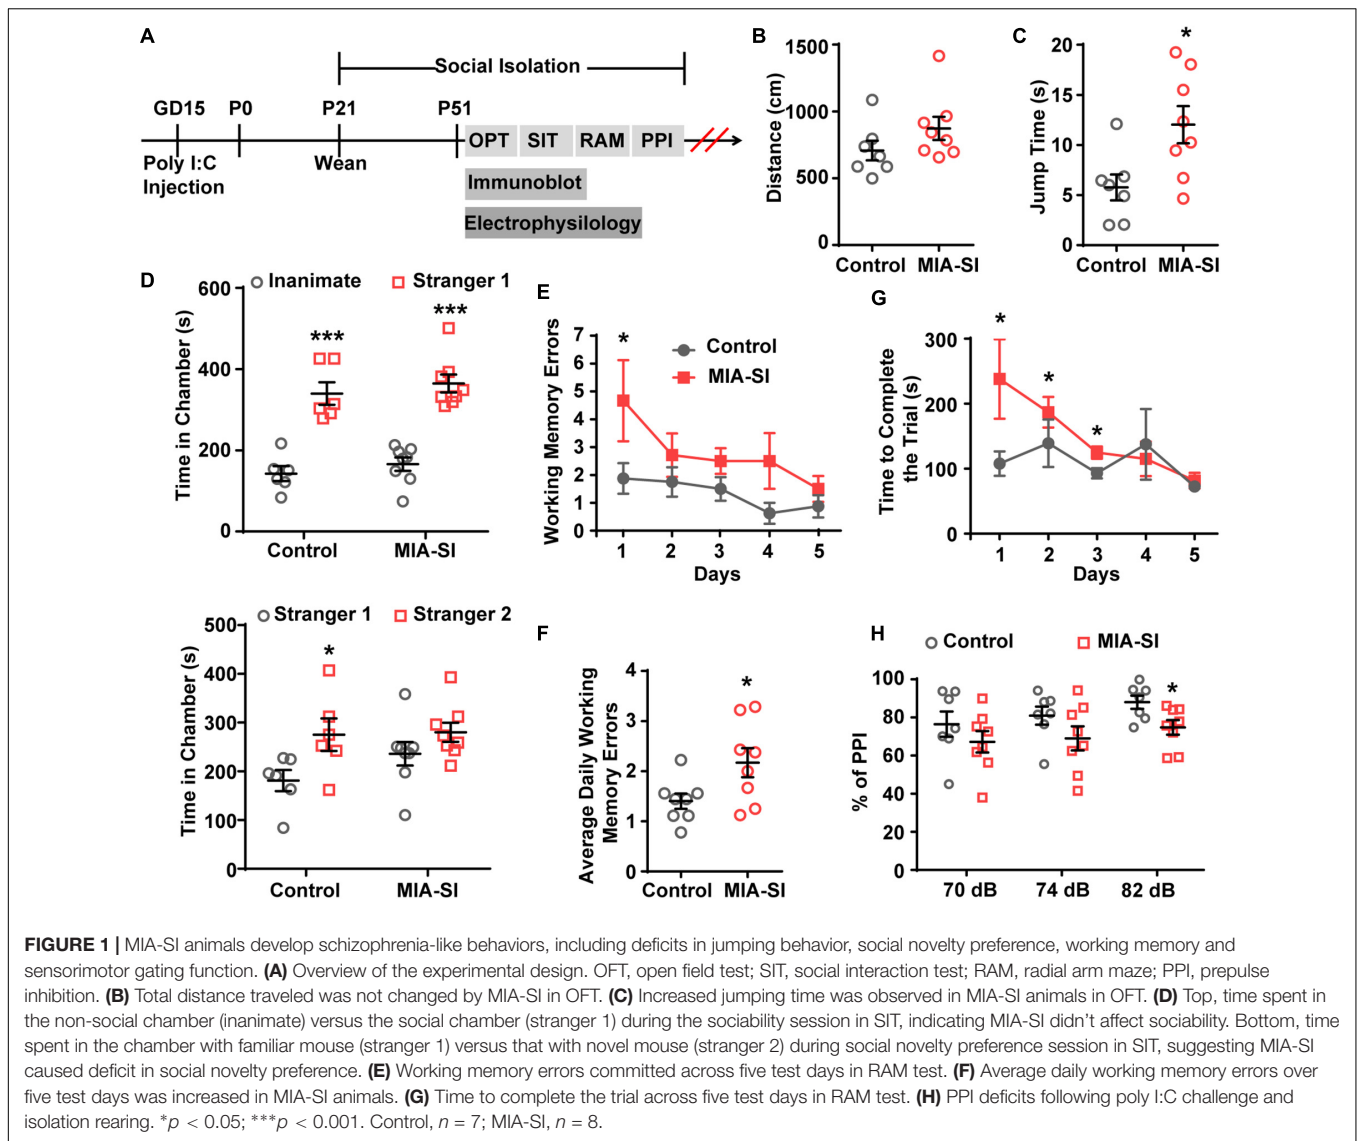 A
Social Isolation
GD15 P0 P21 P51
OPT SIT RAM PPI
Poly I:C
Injection
Wean
Immunoblot
Electrophysilology
B
Distance (cm)
1500
1000
500
0
Control MIA-SI
C
Jump Time (s)
20
15
10
5
0
*
Control MIA-SI
D
Inanimate Stranger 1
Time in Chamber (s)
600
400
200
0
*** ***
Control MIA-SI
Stranger 1 Stranger 2
Time in Chamber (s)
500
400
300
200
100
0
*
Control MIA-SI
E
Working Memory Errors
7
6
5
4
3
2
1
0
*
Control
MIA-SI
1 2 3 4 5
Days
F
Average Daily Working
Memory Errors
4
3
2
1
0
*
Control MIA-SI
G
Time to Complete
the Trial (s)
300
200
100
0
* * *
1 2 3 4 5
Days
H
Control MIA-SI
% of PPI
100
80
60
40
20
0
*
70 dB 74 dB 82 dB
FIGURE 1 | MIA-SI animals develop schizophrenia-like behaviors, including deficits in jumping behavior, social novelty preference, working memory and
sensorimotor gating function. (A) Overview of the experimental design. OFT, open field test; SIT, social interaction test; RAM, radial arm maze; PPI, prepulse
inhibition. (B) Total distance traveled was not changed by MIA-SI in OFT. (C) Increased jumping time was observed in MIA-SI animals in OFT. (D) Top, time spent in
the non-social chamber (inanimate) versus the social chamber (stranger 1) during the sociability session in SIT, indicating MIA-SI didn't affect sociability. Bottom, time
spent in the chamber with familiar mouse (stranger 1) versus that with novel mouse (stranger 2) during social novelty preference session in SIT, suggesting MIA-SI
caused deficit in social novelty preference. (E) Working memory errors committed across five test days in RAM test. (F) Average daily working memory errors over
five test days was increased in MIA-SI animals. (G) Time to complete the trial across five test days in RAM test. (H) PPI deficits following poly I:C challenge and
isolation rearing. *p < 0.05; ***p < 0.001. Control, n = 7; MIA-SI, n = 8.